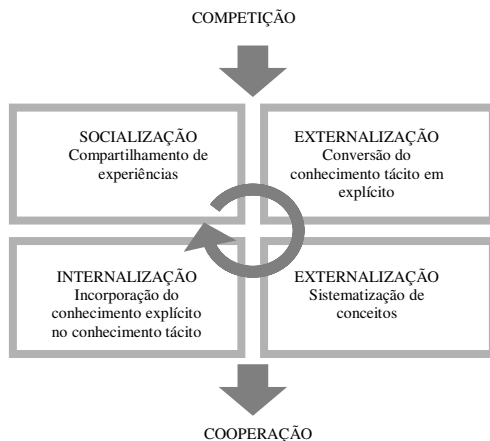 COMPETIÇÃO
SOCIALIZAÇÃO
Compartilhamento de
experiências
EXTERNALIZAÇÃO
Conversão do
conhecimento tácito em
explícito
INTERNALIZAÇÃO
Incorporação do
conhecimento explícito
no conhecimento tácito
EXTERNALIZAÇÃO
Sistematização de
conceitos
COOPERAÇÃO